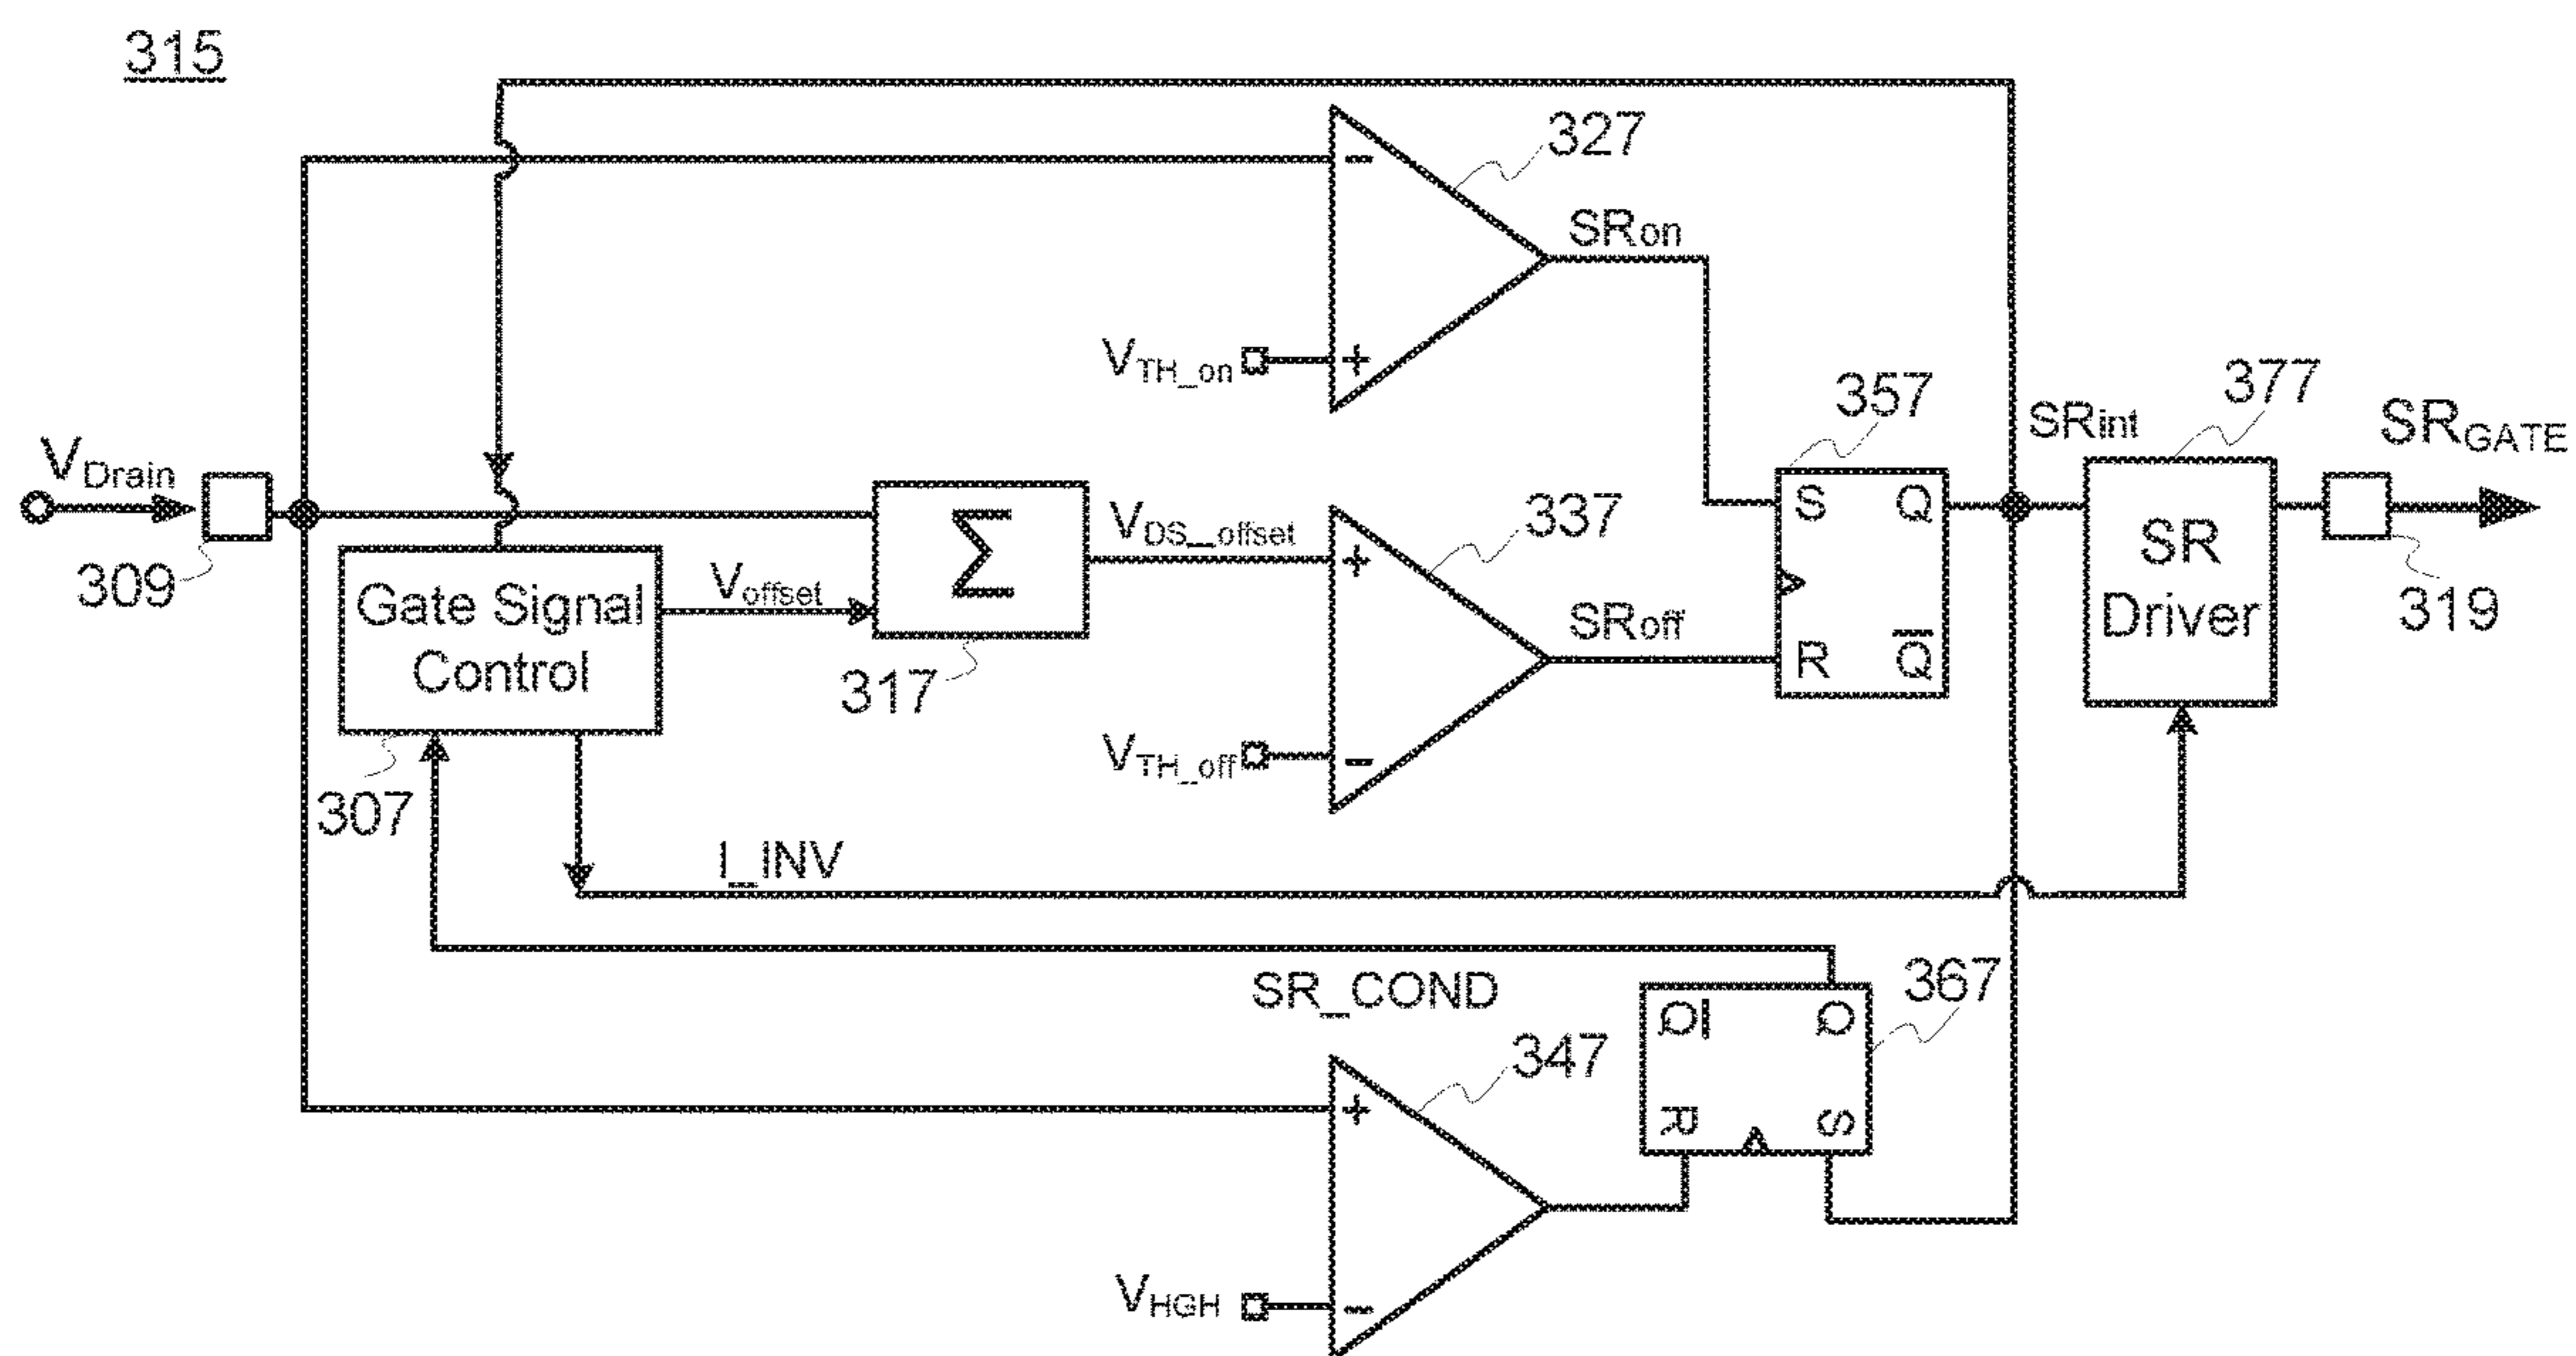 315
327
SRon
VTH_on
357
377
SRint
SRGATE
VDrain
S Q
SR
Driver
309
Gate Signal
Control
Voffset
Σ
VDS_offset
337
+
SRoff
R Q
319
317
VTH_off
-
307
I_INV
SR_COND
367
Q Q
347
R S
+
VHGH
-
-
+